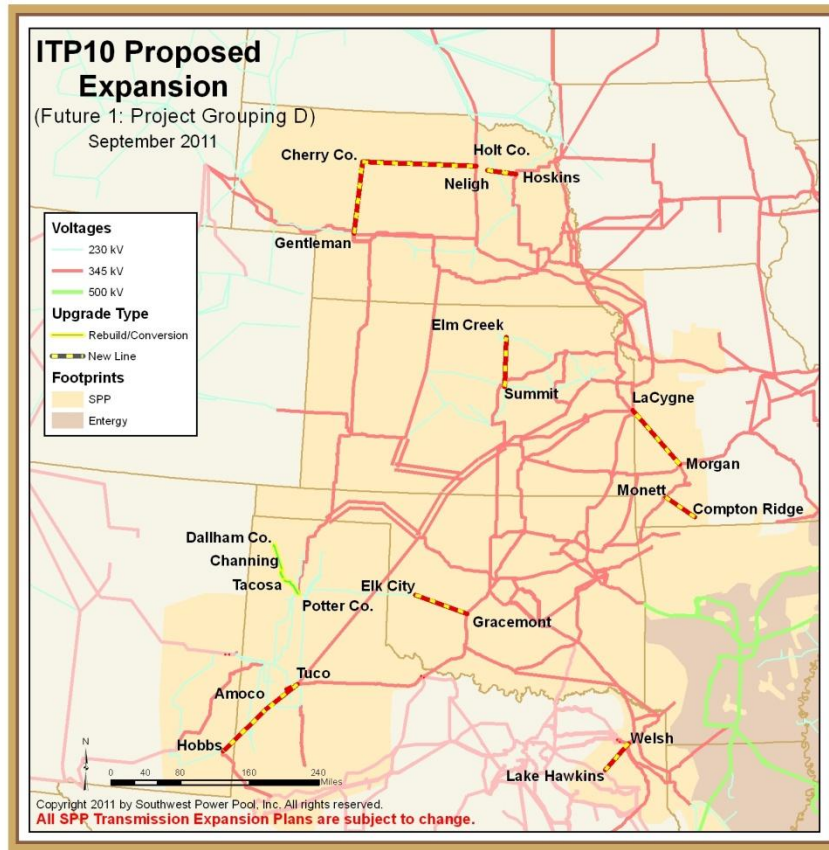 ITP10 Proposed
Expansion
(Future 1: Project Grouping D)
September 2011
Cherry Co.
Holt Co.
Neligh
Hoskins
Gentleman
Voltages
230 kV
345 kV
500 kV
Upgrade Type
Rebuild/Conversion
New Line
Footprints
SPP
Entergy
Elm Creek
Summit
LaCygne
Morgan
Monett
Compton Ridge
Dallham Co.
Channing
Tacosa
Potter Co.
Elk City
Gracemont
Tuco
Amoco
Hobbs
Welsh
Lake Hawkins
N
0 40 80 160 240
Miles
Copyright 2011 by Southwest Power Pool, Inc. All rights reserved.
All SPP Transmission Expansion Plans are subject to change.